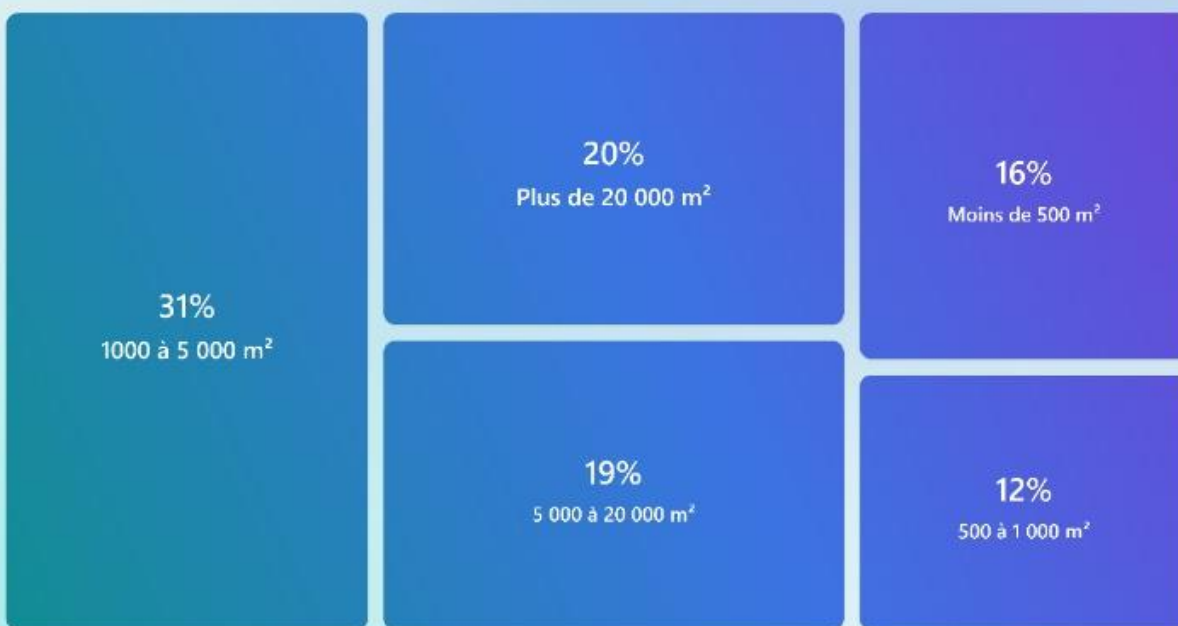 31%
1000 à 5 000 m²
20%
Plus de 20 000 m²
19%
5 000 à 20 000 m²
16%
Moins de 500 m²
12%
500 à 1 000 m²